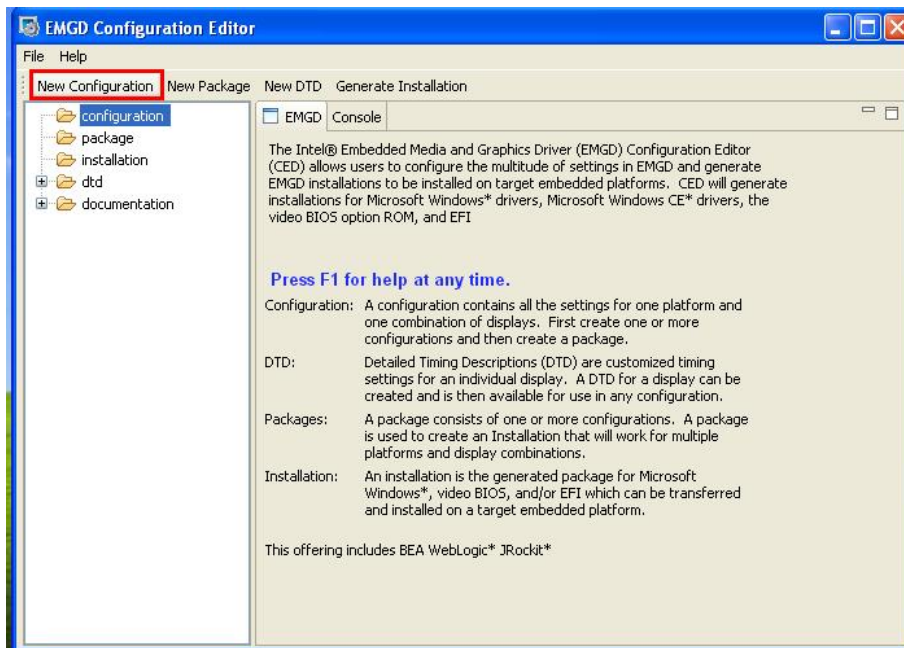 EMGD Configuration Editor
File Help
New Configuration New Package New DTD Generate Installation
configuration
package
installation
dtd
documentation
EMGD Console
The Intel® Embedded Media and Graphics Driver (EMGD) Configuration Editor
(CED) allows users to configure the multitude of settings in EMGD and generate
EMGD installations to be installed on target embedded platforms. CED will generate
installations for Microsoft Windows* drivers, Microsoft Windows CE* drivers, the
video BIOS option ROM, and EFI
Press F1 for help at any time.
Configuration: A configuration contains all the settings for one platform and
one combination of displays. First create one or more
configurations and then create a package.
DTD: Detailed Timing Descriptions (DTD) are customized timing
settings for an individual display. A DTD for a display can be
created and is then available for use in any configuration.
Packages: A package consists of one or more configurations. A package
is used to create an Installation that will work for multiple
platforms and display combinations.
Installation: An installation is the generated package for Microsoft
Windows*, video BIOS, and/or EFI which can be transferred
and installed on a target embedded platform.
This offering includes BEA WebLogic* JRockit*